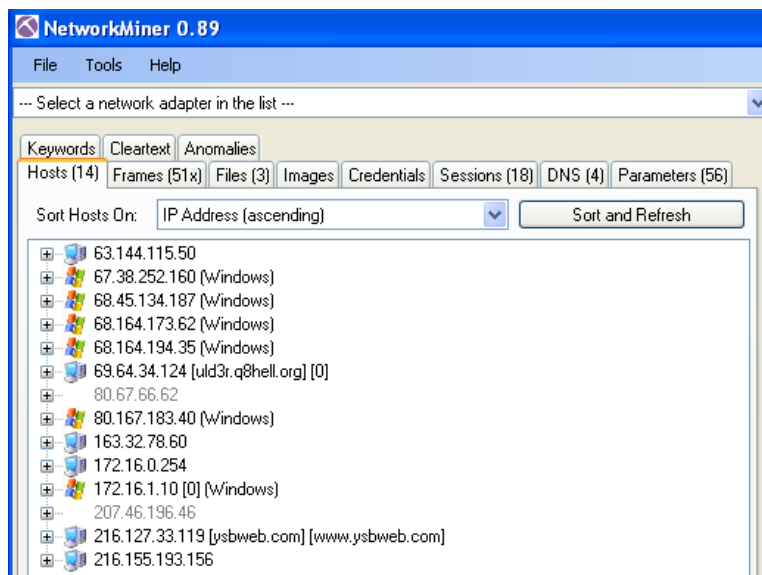 NetworkMiner 0.89
File Tools Help
--- Select a network adapter in the list ---
Keywords Cleartext Anomalies
Hosts (14) Frames (51x) Files (3) Images Credentials Sessions (18) DNS (4) Parameters (56)
Sort Hosts On: IP Address (ascending) Sort and Refresh
63.144.115.50
67.38.252.160 (Windows)
68.45.134.187 (Windows)
68.164.173.62 (Windows)
68.164.194.35 (Windows)
69.64.34.124 [uld3r.q8hell.org] [0]
80.67.66.62
80.167.183.40 (Windows)
163.32.78.60
172.16.0.254
172.16.1.10 [0] (Windows)
207.46.196.46
216.127.33.119 [ysbweb.com] [www.ysbweb.com]
216.155.193.156